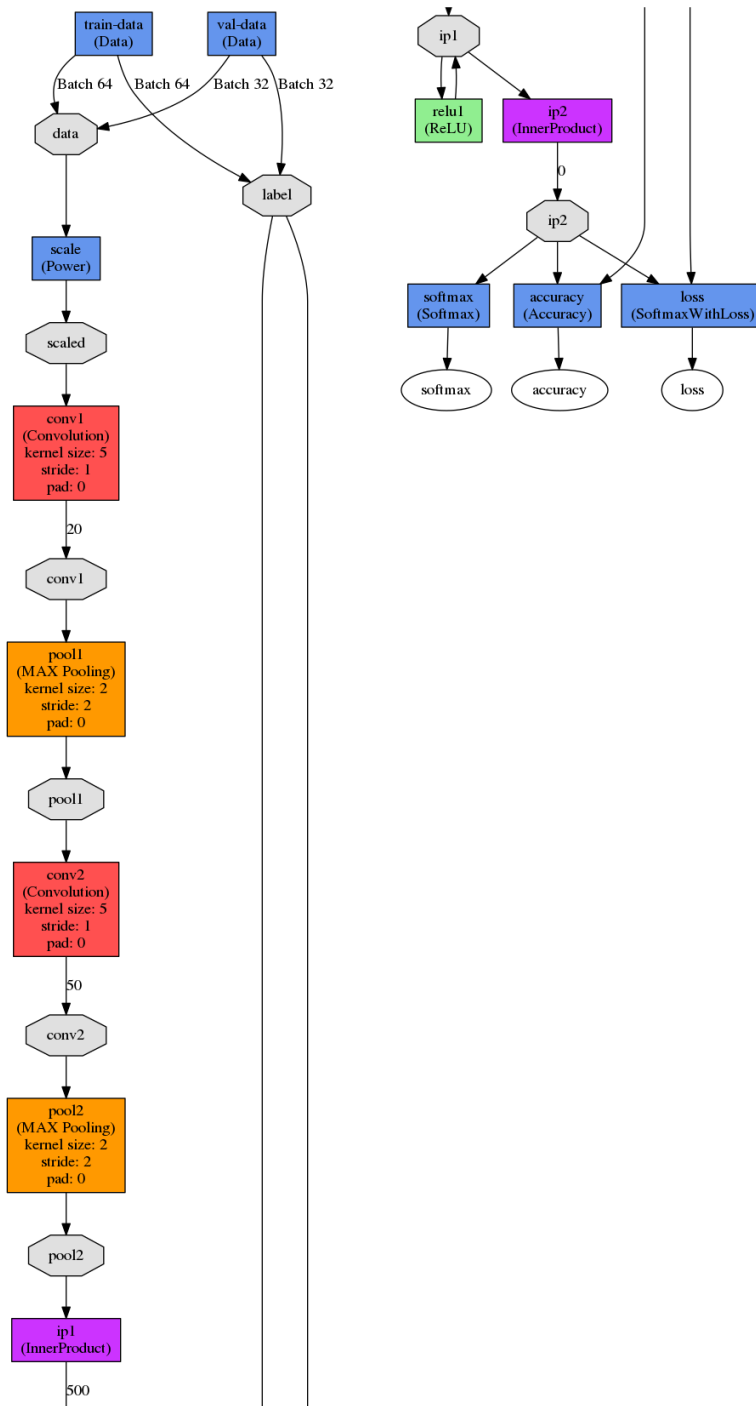 train-data
(Data)
val-data
(Data)
Batch 64
Batch 64
Batch 32
Batch 32
data
label
scale
(Power)
scaled
conv1
(Convolution)
kernel size: 5
stride: 1
pad: 0
20
conv1
pool1
(MAX Pooling)
kernel size: 2
stride: 2
pad: 0
pool1
conv2
(Convolution)
kernel size: 5
stride: 1
pad: 0
50
conv2
pool2
(MAX Pooling)
kernel size: 2
stride: 2
pad: 0
pool2
ip1
(InnerProduct)
500
ip1
relu1
(ReLU)
ip2
(InnerProduct)
0
ip2
softmax
(Softmax)
accuracy
(Accuracy)
loss
(SoftmaxWithLoss)
softmax
accuracy
loss